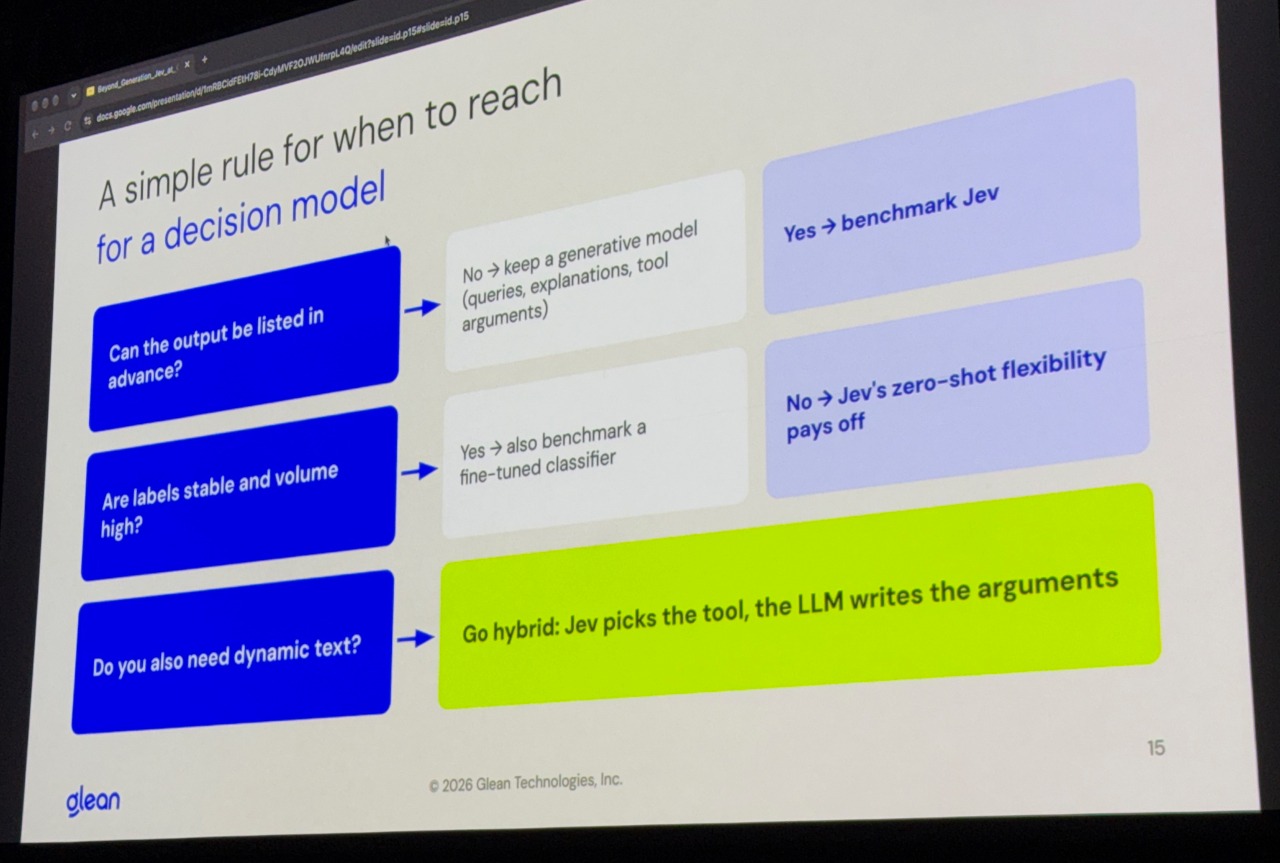 Beyond_Generation_Jev_at_
docs.google.com/presentation/d/
A simple rule for when to reach
for a decision model
Can the output be listed in
advance?
No → keep a generative model
(queries, explanations, tool
arguments)
Yes → benchmark Jev
Are labels stable and volume
high?
Yes → also benchmark a
fine-tuned classifier
No → Jev's zero-shot flexibility
pays off
Do you also need dynamic text?
Go hybrid: Jev picks the tool, the LLM writes the arguments
glean
© 2026 Glean Technologies, Inc.
15